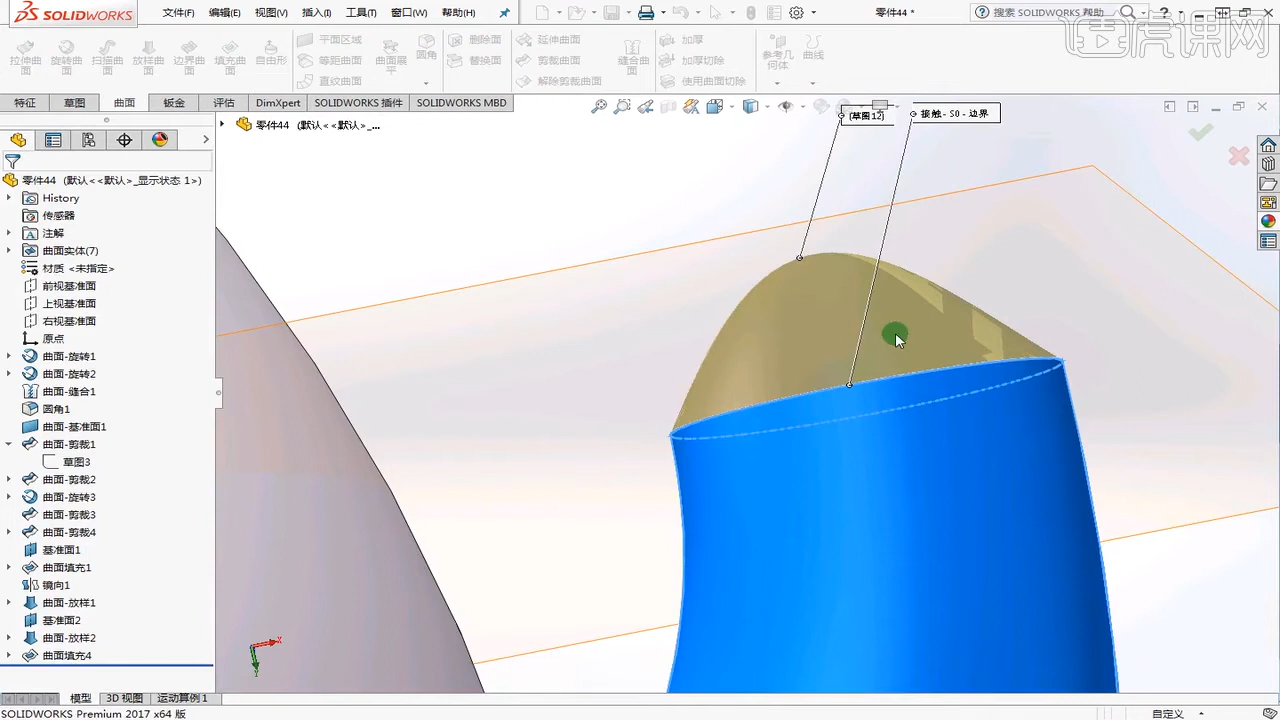 SOLIDWORKS
文件(F) 编辑(E) 视图(V) 插入(I) 工具(T) 窗口(W) 帮助(H)
零件44 *
搜索 SOLIDWORKS 帮助
虎课网
拉伸曲面
旋转曲面
扫描曲面
放样曲面
边界曲面
填充曲面
自由形
平面区域
等距曲面
直纹曲面
曲面展平
圆角
删除面
替换面
延伸曲面
剪裁曲面
解除剪裁曲面
缝合曲面
加厚
加厚切割
使用曲面切除
参考几何体
曲线
特征 草图 曲面 钣金 评估 DimXpert SOLIDWORKS 插件 SOLIDWORKS MBD
零件44 (默认<<默认>_...
(草图12)
接触 - S0 - 边界
零件44 (默认<<默认>_显示状态 1>)
History
传感器
注解
曲面实体(7)
材质 <未指定>
前视基准面
上视基准面
右视基准面
原点
曲面-旋转1
曲面-旋转2
曲面-缝合1
圆角1
曲面-基准面1
曲面-剪裁1
草图3
曲面-剪裁2
曲面-旋转3
曲面-剪裁3
曲面-剪裁4
基准面1
曲面填充1
镜向1
曲面-放样1
基准面2
曲面-放样2
曲面填充4
X
Y
模型 3D 视图 运动算例 1
SOLIDWORKS Premium 2017 x64 版
自定义